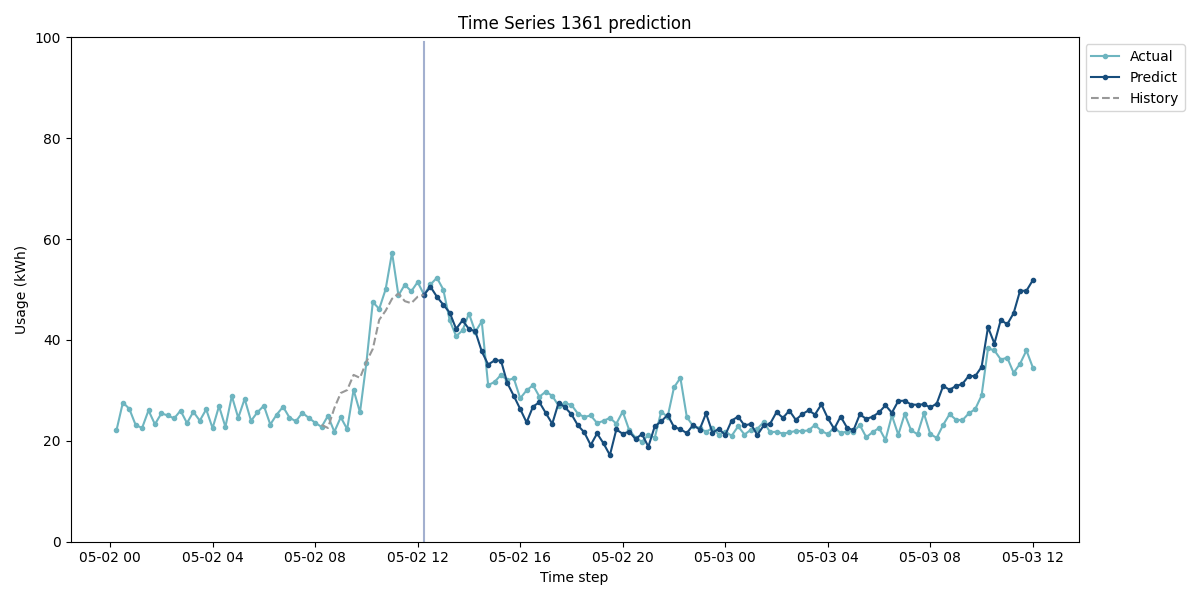 Time Series 1361 prediction
Usage (kWh)
100
80
60
40
20
0
05-02 00
05-02 04
05-02 08
05-02 12
05-02 16
05-02 20
05-03 00
05-03 04
05-03 08
05-03 12
Time step
Actual
Predict
History